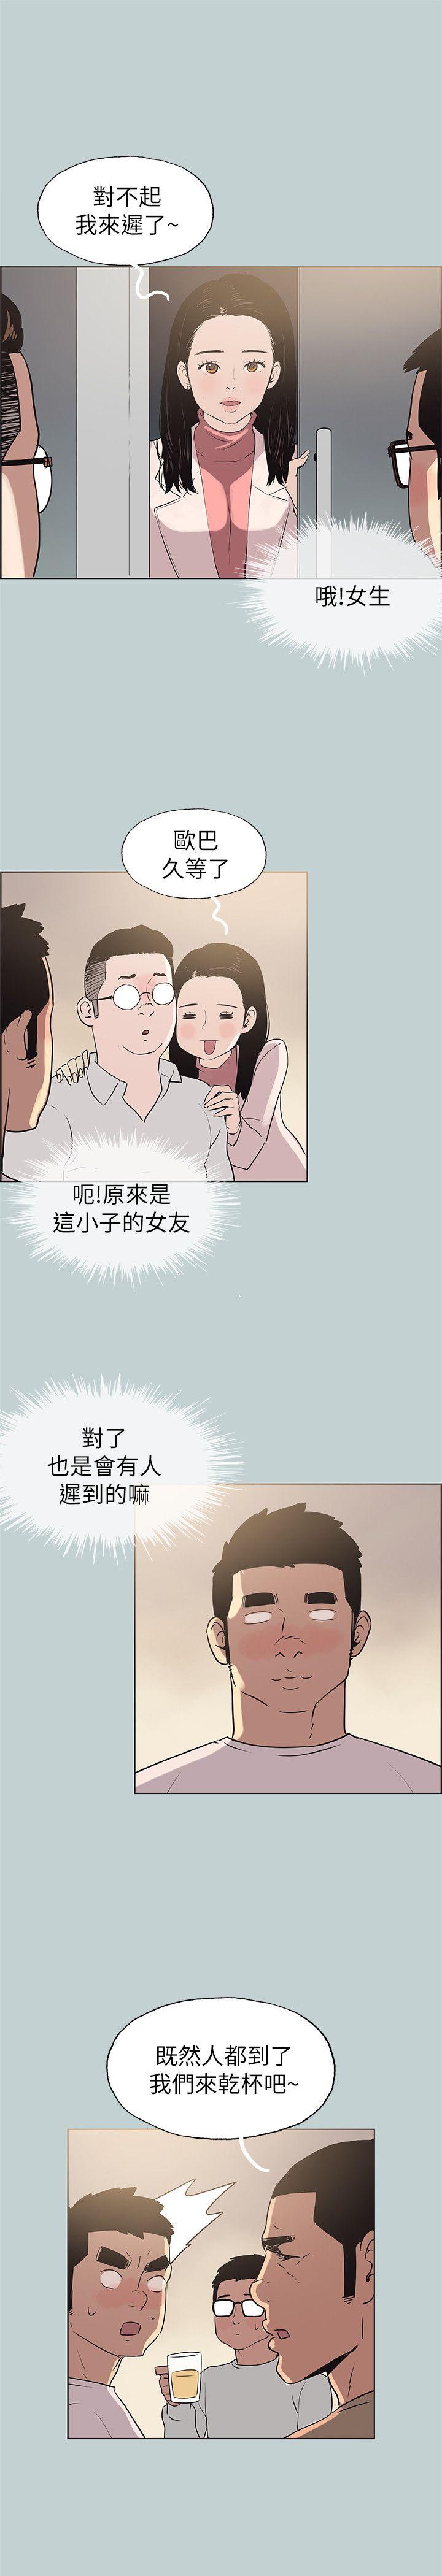 對不起
我來遲了~
哦!女生
歐巴
久等了
呃!原來是
這小子的女友
對了
也是會有人
遲到的嘛
既然人都到了
我們來乾杯吧~